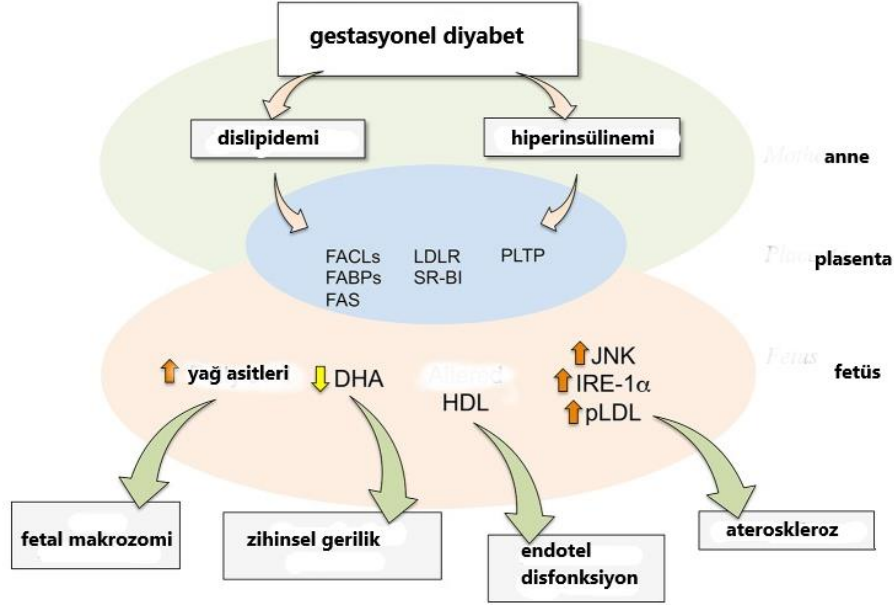 gestasyonel diyabet
dislipidemi
hiperinsülinemi
anne
FACLs
LDLR
PLTP
FABPs
SR-BI
FAS
plasenta
yağ asitleri
DHA
HDL
JNK
IRE-1α
pLDL
fetüs
fetal makrozomi
zihinsel gerilik
endotel
disfonksiyon
ateroskleroz